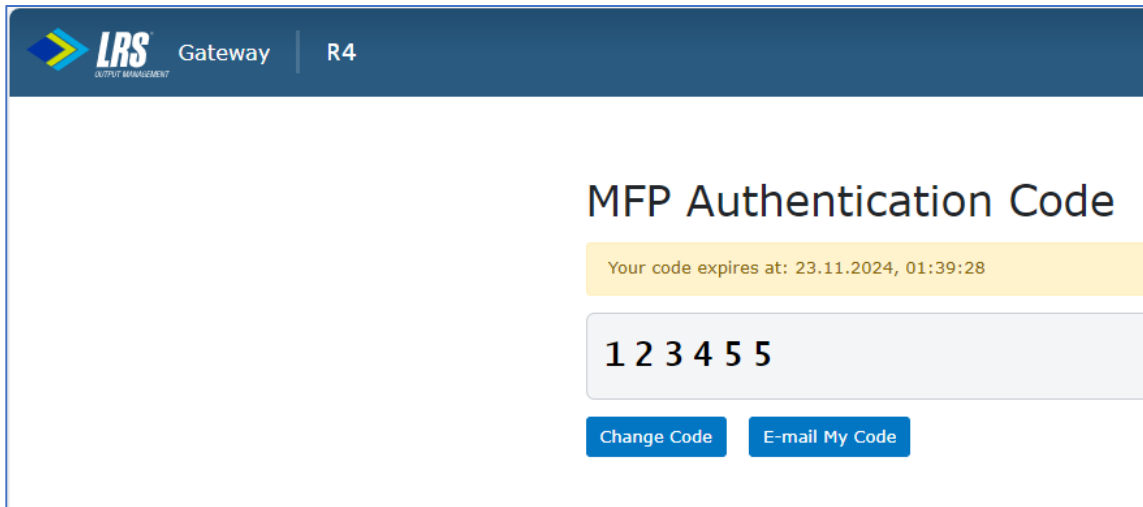 LRS Gateway R4
OUTPUT MANAGEMENT
MFP Authentication Code
Your code expires at: 23.11.2024, 01:39:28
1 2 3 4 5 5
Change Code E-mail My Code